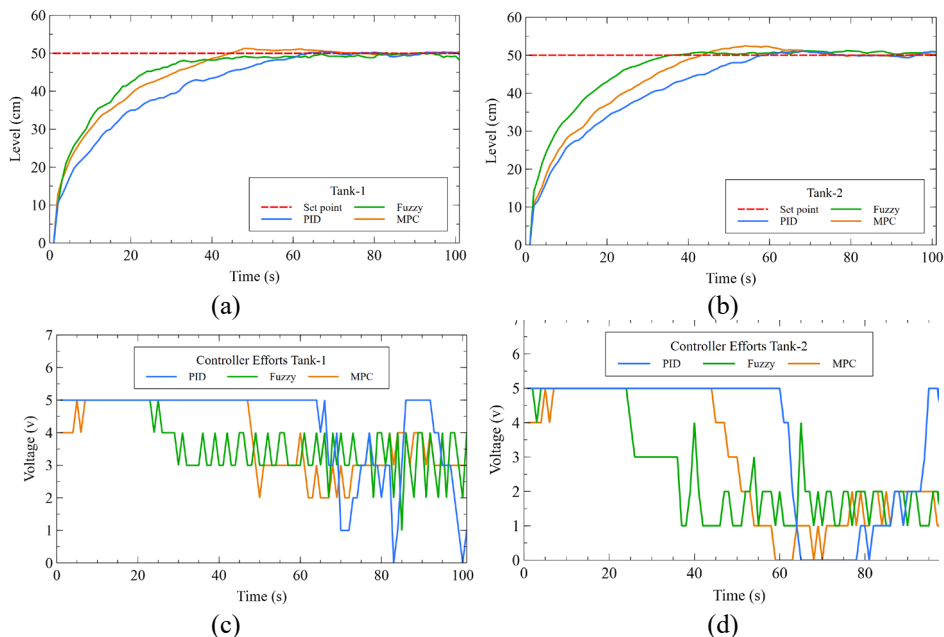 60
50
40
30
20
10
0
Level (cm)
Tank-1
Set point
Fuzzy
PID
MPC
0
20
40
60
80
100
Time (s)
(a)
60
50
40
30
20
10
0
Level (cm)
Tank-2
Set point
Fuzzy
PID
MPC
0
20
40
60
80
100
Time (s)
(b)
7
6
5
4
3
2
1
0
Voltage (v)
Controller Efforts Tank-1
PID
Fuzzy
MPC
0
20
40
60
80
100
Time (s)
(c)
6
5
4
3
2
1
0
Voltage (v)
Controller Efforts Tank-2
PID
Fuzzy
MPC
0
20
40
60
80
Time (s)
(d)